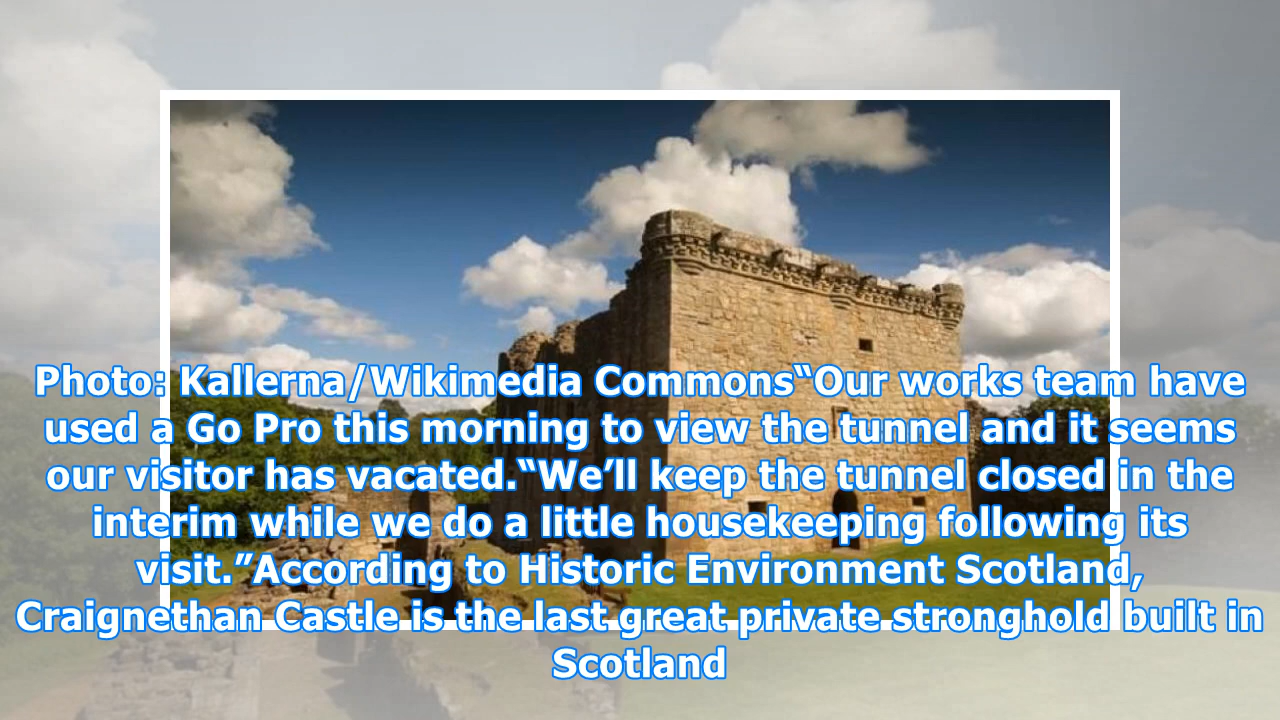 Photo: Kallerna/Wikimedia Commons“Our works team have
used a Go Pro this morning to view the tunnel and it seems
our visitor has vacated.“We’ll keep the tunnel closed in the
interim while we do a little housekeeping following its
visit.”According to Historic Environment Scotland,
Craignethan Castle is the last great private stronghold built in
Scotland